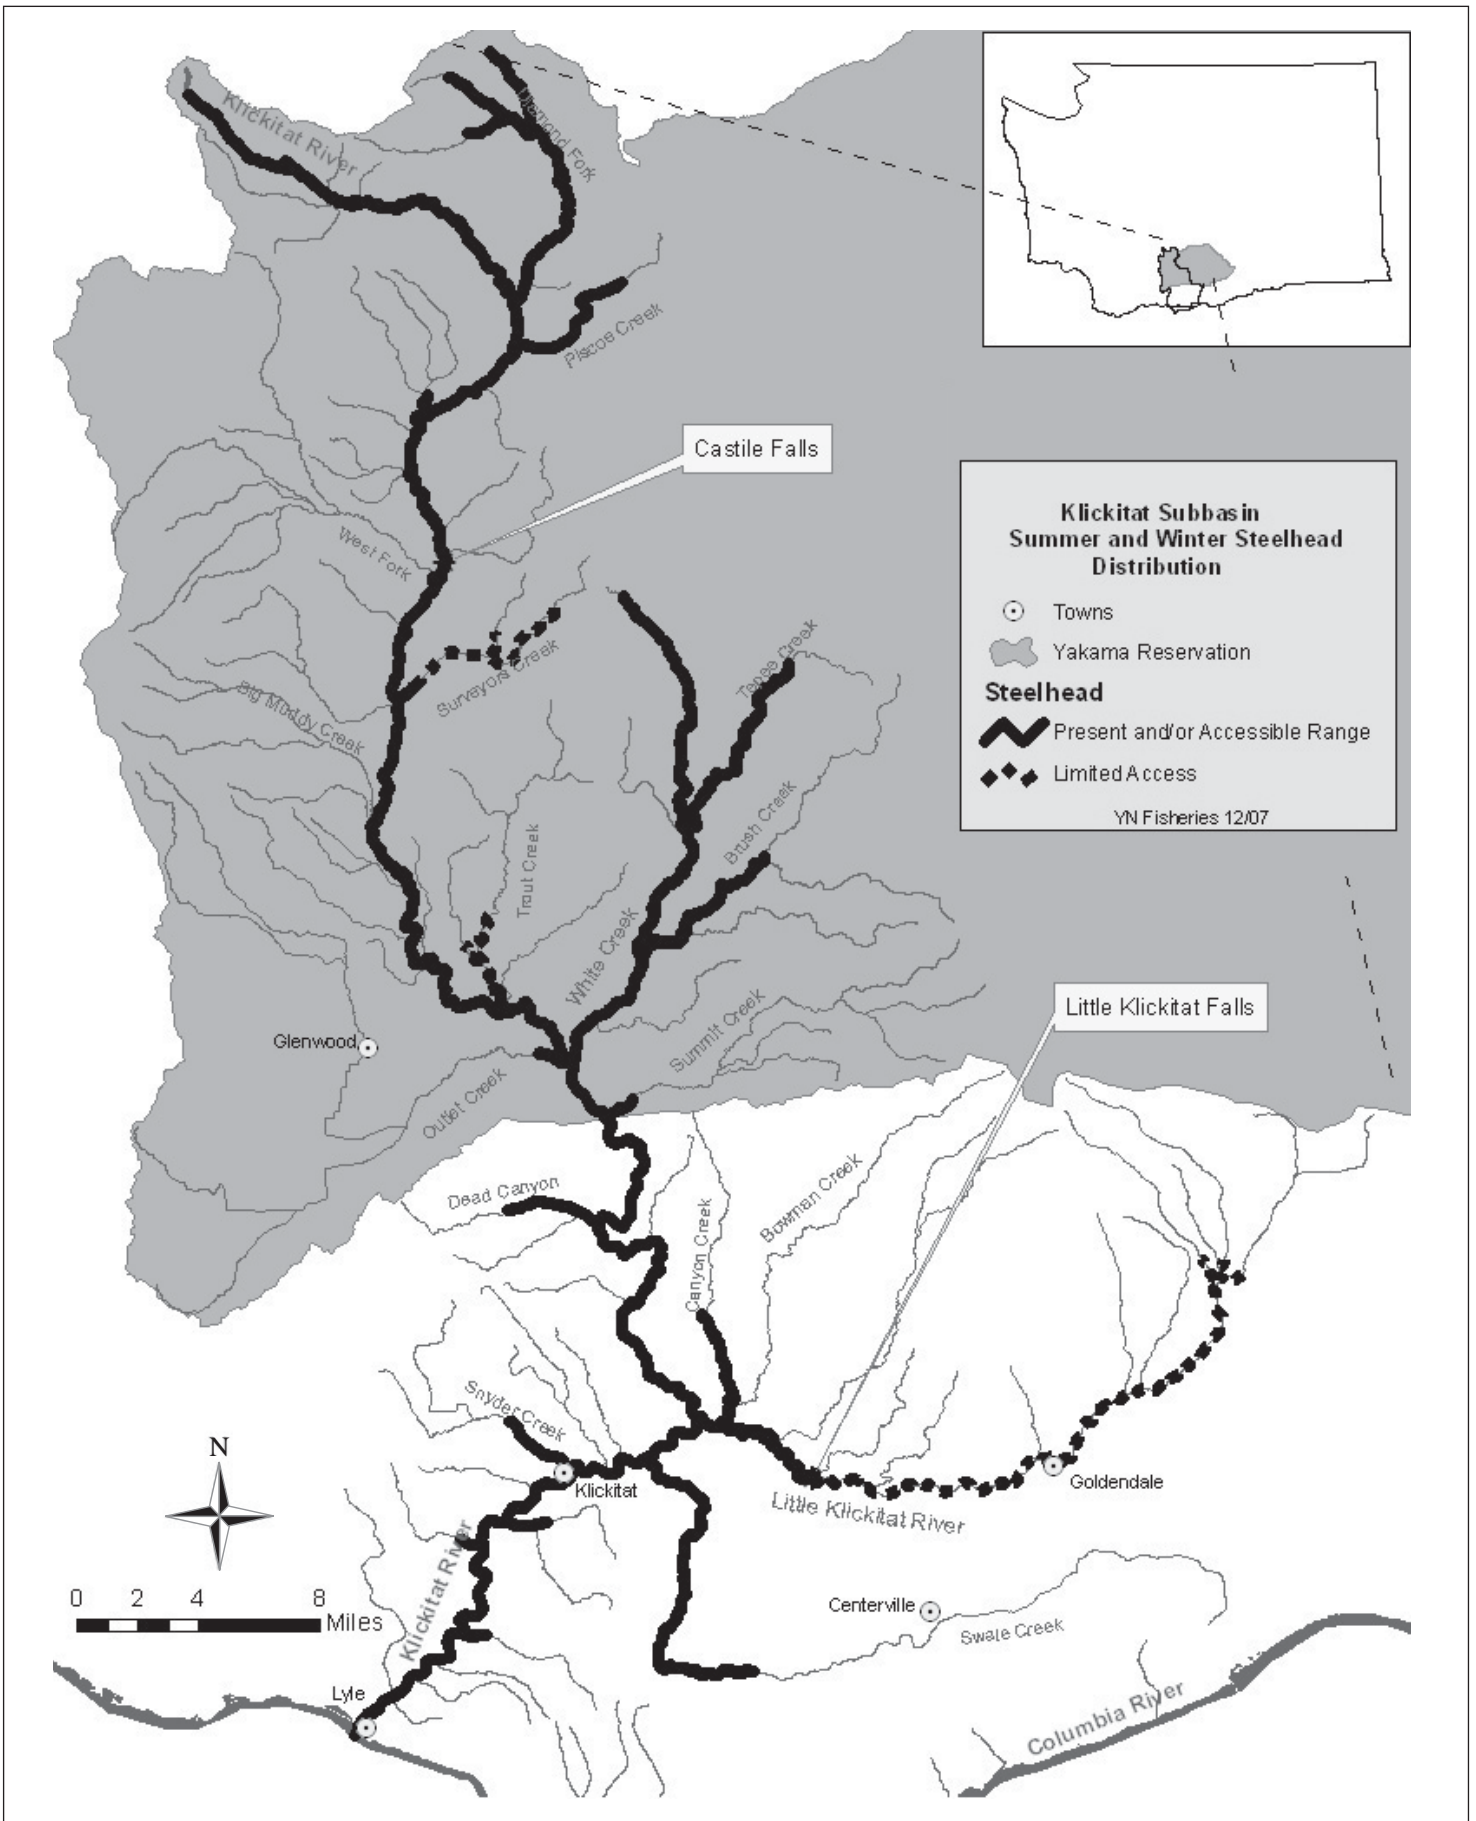 Klickitat River
Diamond Fork
Piscoe Creek
Castile Falls
Klickitat Subbasin
Summer and Winter Steelhead
Distribution
Towns
Yakama Reservation
Steelhead
Present and/or Accessible Range
Limited Access
YN Fisheries 12/07
West Fork
Surveyors Creek
Tepee Creek
Big Muddy Creek
Brush Creek
Trout Creek
White Creek
Little Klickitat Falls
Summit Creek
Glenwood
Outlet Creek
Dead Canyon
Bowman Creek
Canyon Creek
Snyder Creek
Goldendale
Klickitat
Little Klickitat River
N
Klickitat River
0 2 4 8
Miles
Centerville
Swale Creek
Lyle
Columbia River